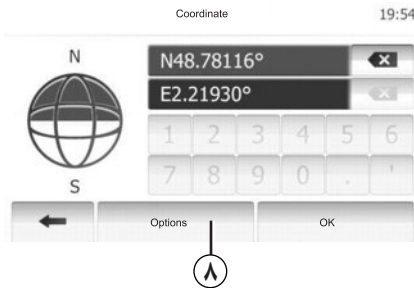 Coordinate 19:54
N
N48.78116°
E2.21930°
1 2 3 4 5 6
7 8 9 0 . '
S
Options OK
٨